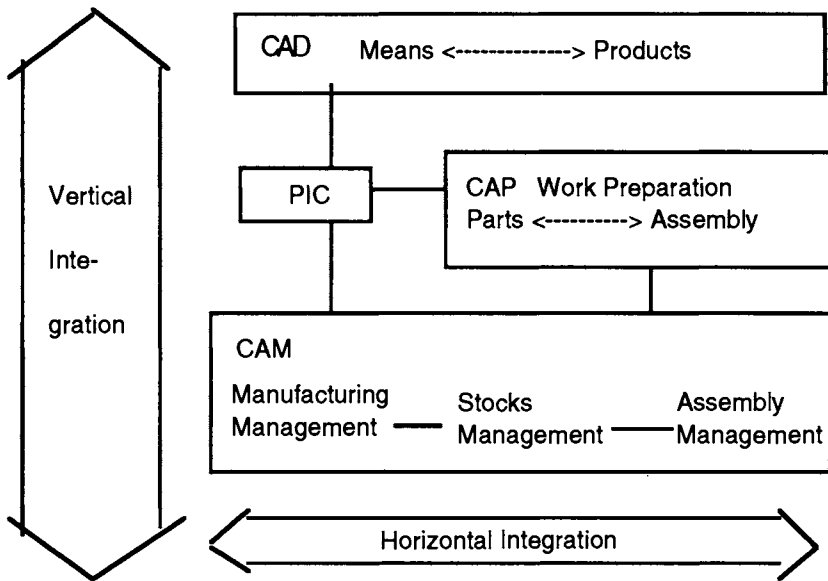 CAD Means <-------------> Products
PIC
CAP Work Preparation
Parts <----------> Assembly
Vertical
Inte-
gration
CAM
Manufacturing
Management
Stocks
Management
Assembly
Management
Horizontal Integration